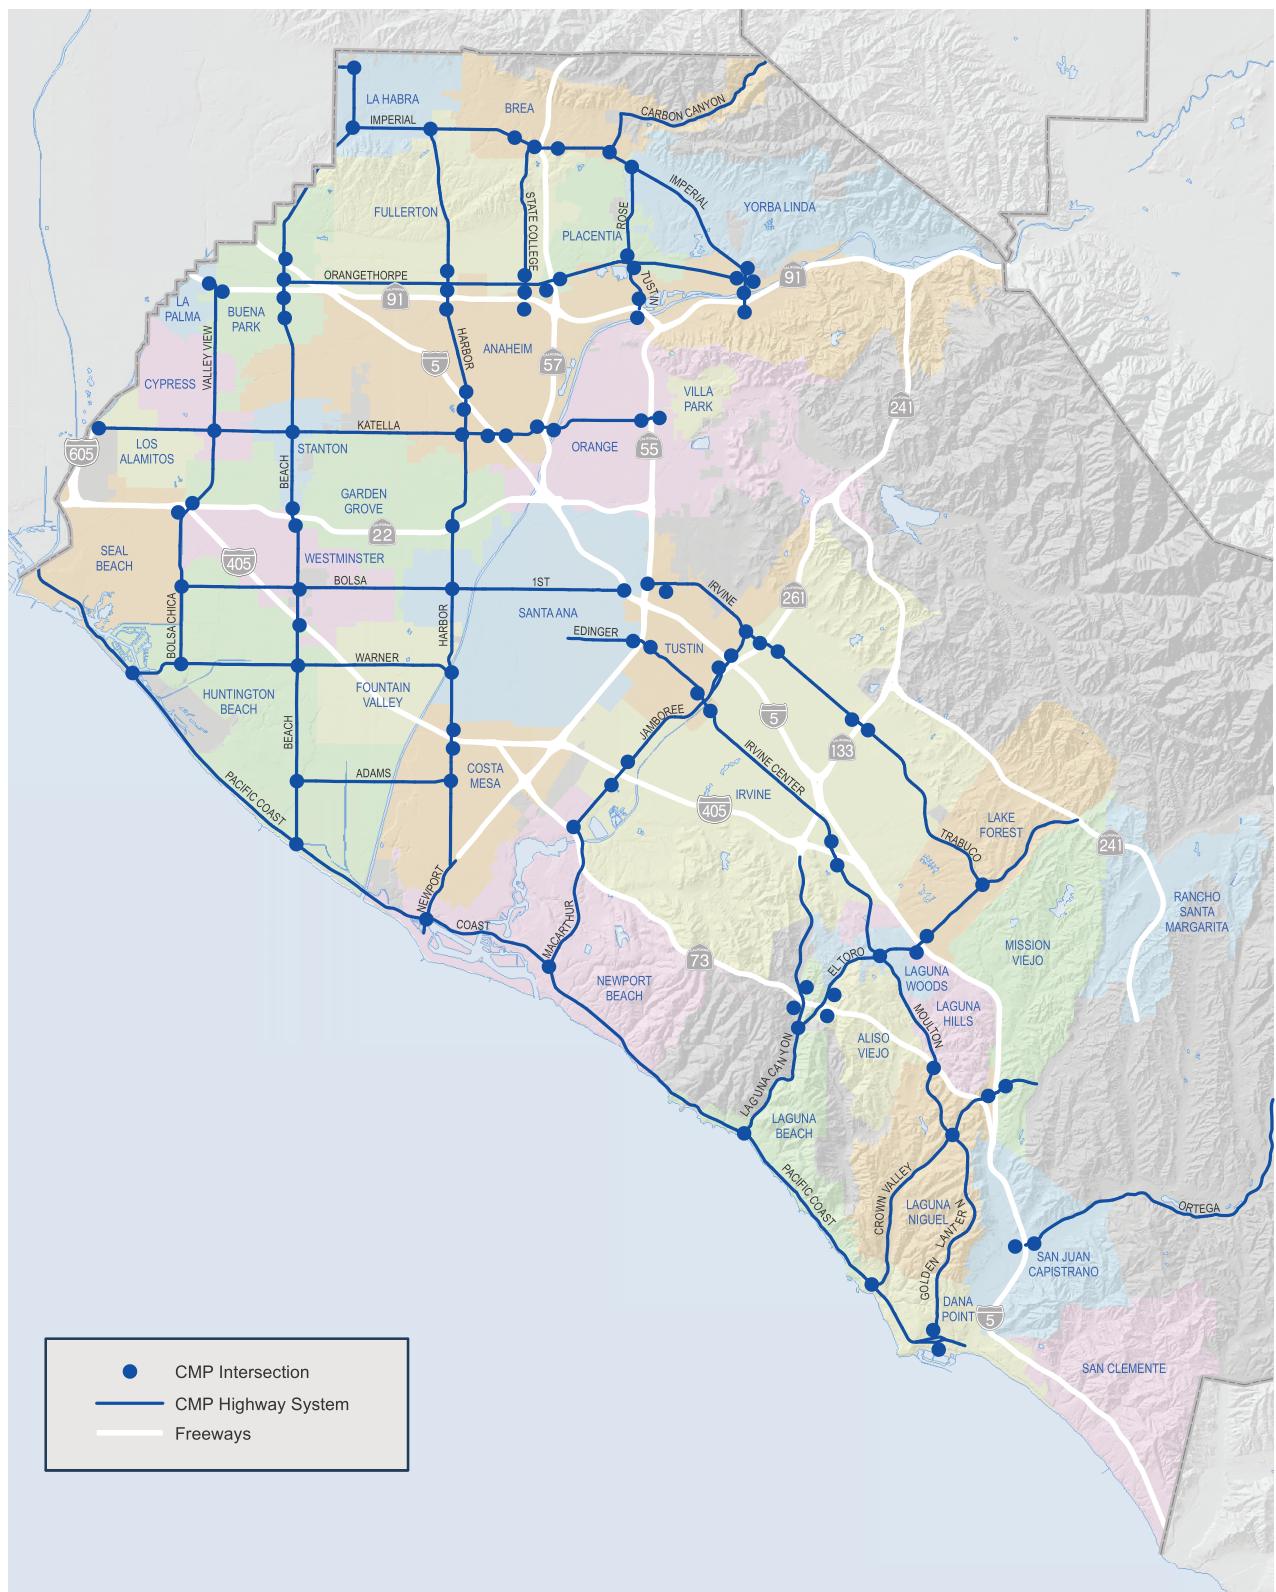 LA HABRA
BREA
CARBON CANYON
IMPERIAL
IMPERIAL
YORBA LINDA
FULLERTON
STATE COLLEGE
ROSE
PLACENTIA
TUSTIN
ORANGETHORPE
91
91
LA
PALMA
BUENA
PARK
VALLEY VIEW
HARBOR
ANAHEIM
5
57
CYPRESS
VILLA
PARK
241
KATELLA
605
LOS
ALAMITOS
STANTON
ORANGE
55
BEACH
GARDEN
GROVE
22
SEAL
BEACH
405
WESTMINSTER
BOLSA
1ST
IRVINE
261
BOLSA CHICA
HARBOR
SANTA ANA
EDINGER
TUSTIN
WARNER
HUNTINGTON
BEACH
FOUNTAIN
VALLEY
JAMBOREE
5
133
BEACH
IRVINE CENTER
ADAMS
COSTA
MESA
PACIFIC COAST
IRVINE
405
LAKE
FOREST
TRABUCO
241
NEWPORT
COAST
MACARTHUR
RANCHO
SANTA
MARGARITA
73
EL TORO
MISSION
VIEJO
NEWPORT
BEACH
LAGUNA
WOODS
LAGUNA
HILLS
MOULTON
ALISO
VIEJO
LAGUNA CANYON
LAGUNA
BEACH
PACIFIC COAST
CROWN VALLEY
LAGUNA
NIGUEL
GOLDEN LANTERN
ORTEGA
SAN JUAN
CAPISTRANO
DANA
POINT
5
SAN CLEMENTE
CMP Intersection
CMP Highway System
Freeways